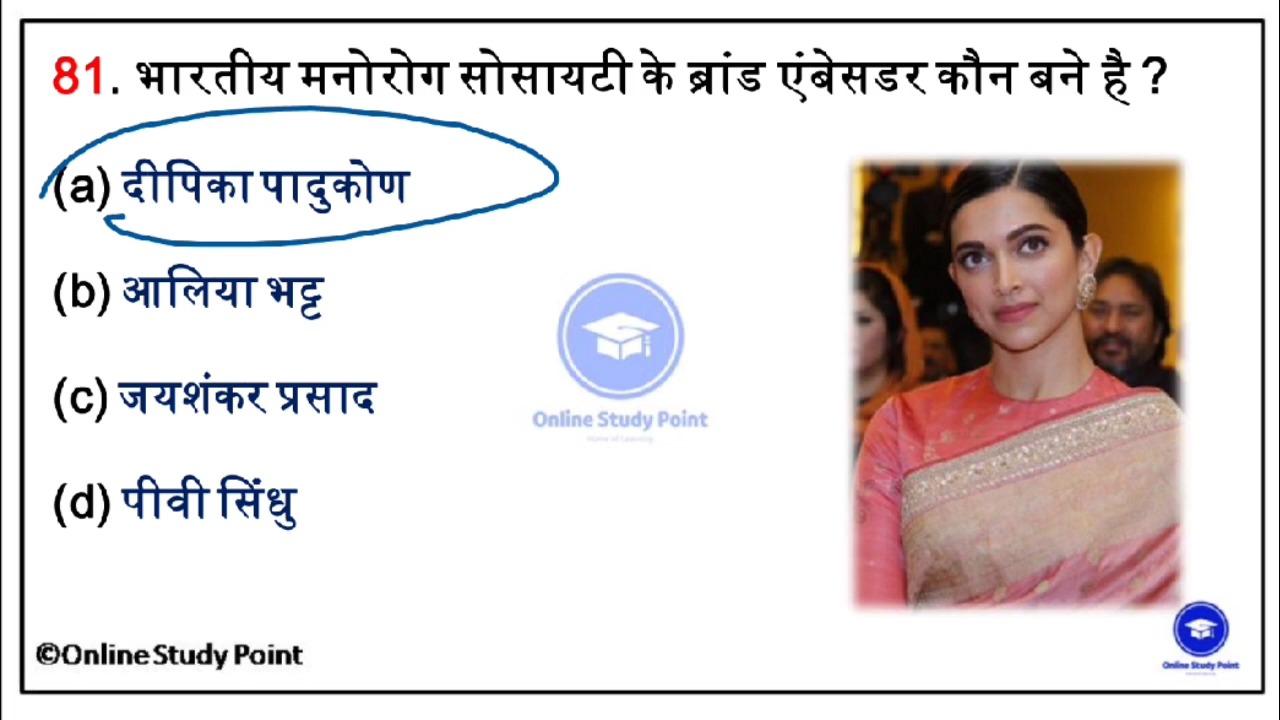 81. भारतीय मनोरोग सोसायटी के ब्रांड एंबेसडर कौन बने है ?
(a) दीपिका पादुकोण
(b) आलिया भट्ट
(c) जयशंकर प्रसाद
(d) पीवी सिंधु
Online Study Point
©Online Study Point
Online Study Point